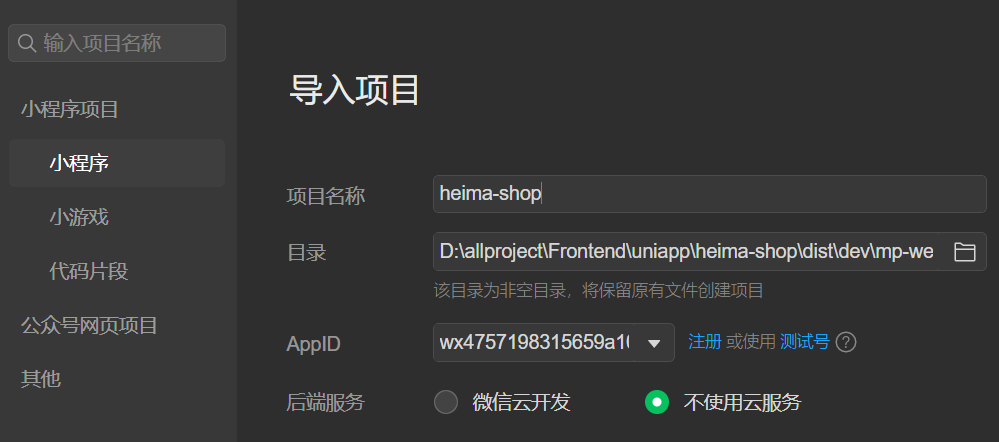 输入项目名称
小程序项目
小程序
小游戏
代码片段
公众号网页项目
其他
导入项目
项目名称 heima-shop
目录 D:\allproject\Frontend\uniapp\heima-shop\dist\dev\mp-we
该目录为非空目录，将保留原有文件创建项目
AppID wx4757198315659a1 注册 或使用 测试号 ?
后端服务 微信云开发 不使用云服务